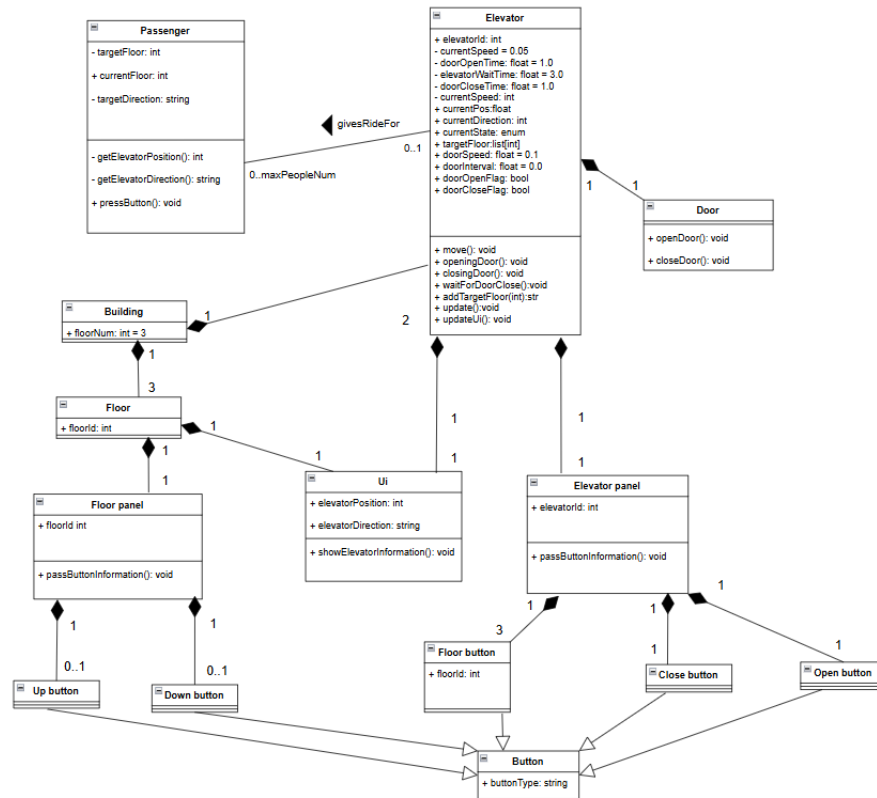 Passenger
- targetFloor: int
+ currentFloor: int
- targetDirection: string
- getElevatorPosition(): int
- getElevatorDirection(): string
+ pressButton(): void
givesRideFor
0..1
0..maxPeopleNum
Elevator
+ elevatorId: int
- currentSpeed = 0.05
- doorOpenTime: float = 1.0
- elevatorWaitTime: float = 3.0
- doorCloseTime: float = 1.0
- currentSpeed: int
+ currentPos:float
+ currentDirection: int
+ currentState: enum
+ targetFloor:list[int]
+ doorSpeed: float = 0.1
+ doorInterval: float = 0.0
+ doorOpenFlag: bool
+ doorCloseFlag: bool
+ move(): void
+ openingDoor(): void
+ closingDoor(): void
+ waitForDoorClose():void
+ addTargetFloor(int):str
+ update():void
+ updateUi(): void
1
1
Door
+ openDoor(): void
+ closeDoor(): void
Building
+ floorNum: int = 3
1
2
1
3
Floor
+ floorId: int
1
1
1
1
1
1
1
1
Floor panel
+ floorId int
+ passButtonInformation(): void
Ui
+ elevatorPosition: int
+ elevatorDirection: string
+ showElevatorInformation(): void
Elevator panel
+ elevatorId: int
+ passButtonInformation(): void
1
1
0..1
0..1
1
1
1
3
1
1
Up button
Down button
Floor button
+ floorId: int
Close button
Open button
Button
+ buttonType: string